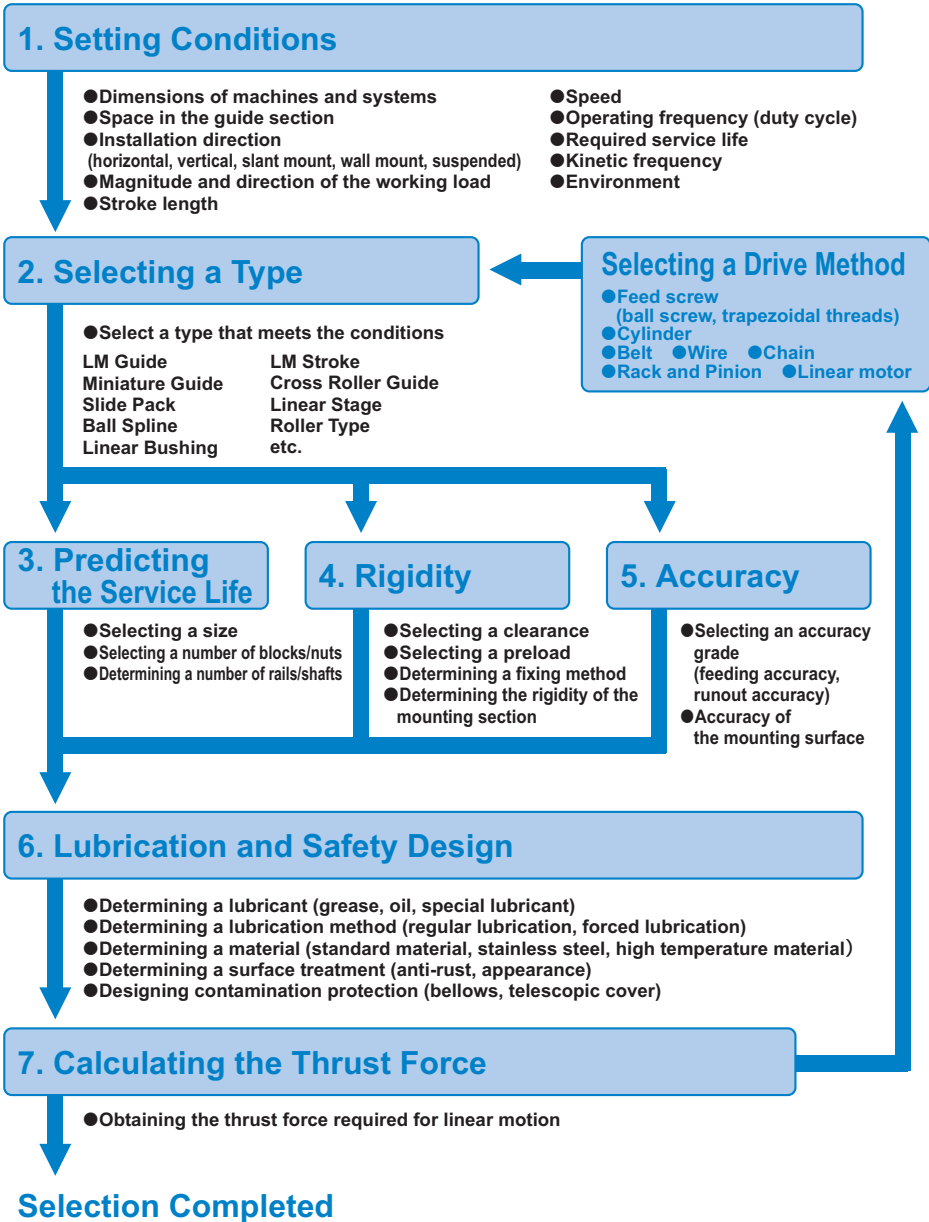 1. Setting Conditions
●Dimensions of machines and systems
●Space in the guide section
●Installation direction
(horizontal, vertical, slant mount, wall mount, suspended)
●Magnitude and direction of the working load
●Stroke length
●Speed
●Operating frequency (duty cycle)
●Required service life
●Kinetic frequency
●Environment
2. Selecting a Type
●Select a type that meets the conditions
LM Guide
Miniature Guide
Slide Pack
Ball Spline
Linear Bushing
LM Stroke
Cross Roller Guide
Linear Stage
Roller Type
etc.
Selecting a Drive Method
●Feed screw
(ball screw, trapezoidal threads)
●Cylinder
●Belt ●Wire ●Chain
●Rack and Pinion ●Linear motor
3. Predicting
the Service Life
●Selecting a size
●Selecting a number of blocks/nuts
●Determining a number of rails/shafts
4. Rigidity
●Selecting a clearance
●Selecting a preload
●Determining a fixing method
●Determining the rigidity of the
mounting section
5. Accuracy
●Selecting an accuracy
grade
(feeding accuracy,
runout accuracy)
●Accuracy of
the mounting surface
6. Lubrication and Safety Design
●Determining a lubricant (grease, oil, special lubricant)
●Determining a lubrication method (regular lubrication, forced lubrication)
●Determining a material (standard material, stainless steel, high temperature material）
●Determining a surface treatment (anti-rust, appearance)
●Designing contamination protection (bellows, telescopic cover)
7. Calculating the Thrust Force
●Obtaining the thrust force required for linear motion
Selection Completed